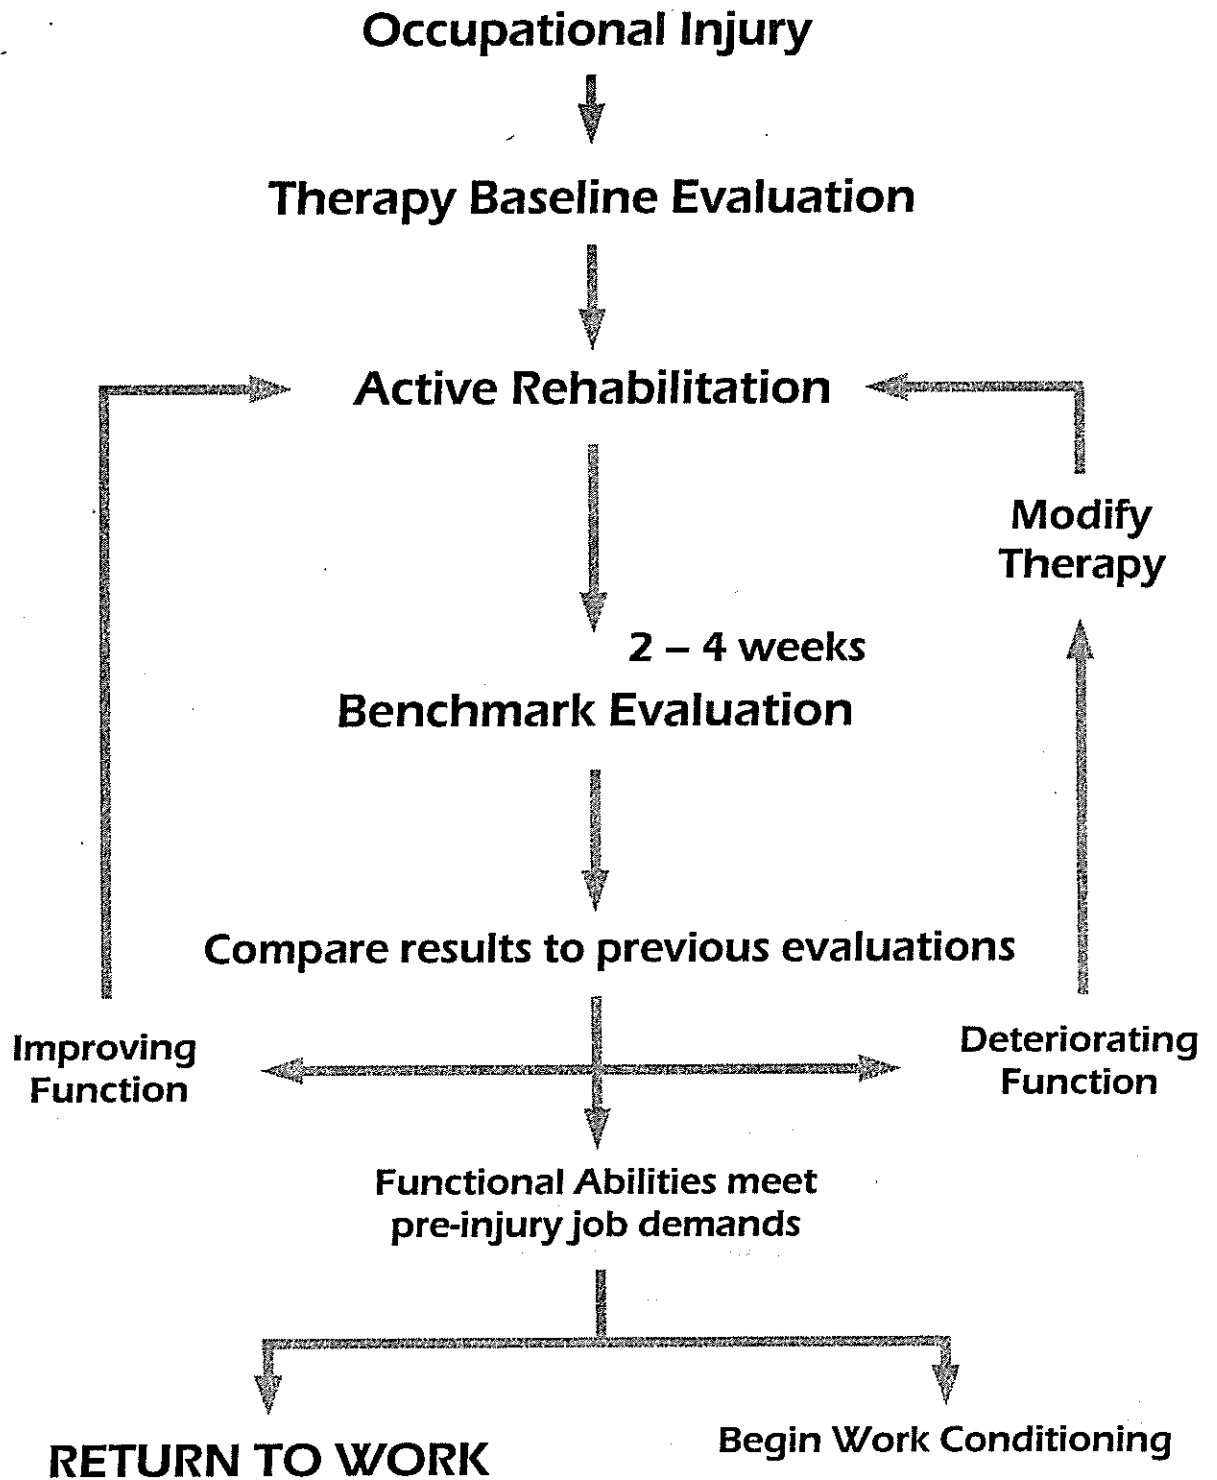 Occupational Injury
Therapy Baseline Evaluation
Active Rehabilitation
Modify
Therapy
2 – 4 weeks
Benchmark Evaluation
Compare results to previous evaluations
Improving
Function
Deteriorating
Function
Functional Abilities meet
pre-injury job demands
RETURN TO WORK
Begin Work Conditioning